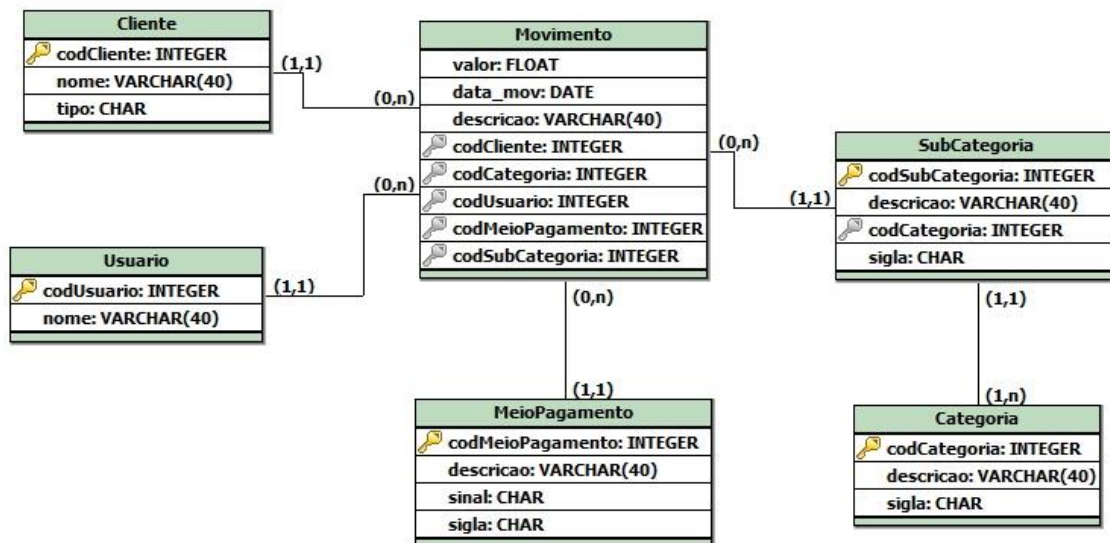 Cliente
codCliente: INTEGER
nome: VARCHAR(40)
tipo: CHAR
(1,1)
(0,n)
Movimento
valor: FLOAT
data_mov: DATE
descricao: VARCHAR(40)
codCliente: INTEGER
codCategoria: INTEGER
codUsuario: INTEGER
codMeioPagamento: INTEGER
codSubCategoria: INTEGER
(0,n)
(1,1)
SubCategoria
codSubCategoria: INTEGER
descricao: VARCHAR(40)
codCategoria: INTEGER
sigla: CHAR
(0,n)
(1,1)
Usuario
codUsuario: INTEGER
nome: VARCHAR(40)
(0,n)
(1,1)
MeioPagamento
codMeioPagamento: INTEGER
descricao: VARCHAR(40)
sinal: CHAR
sigla: CHAR
(1,1)
(1,n)
Categoria
codCategoria: INTEGER
descricao: VARCHAR(40)
sigla: CHAR